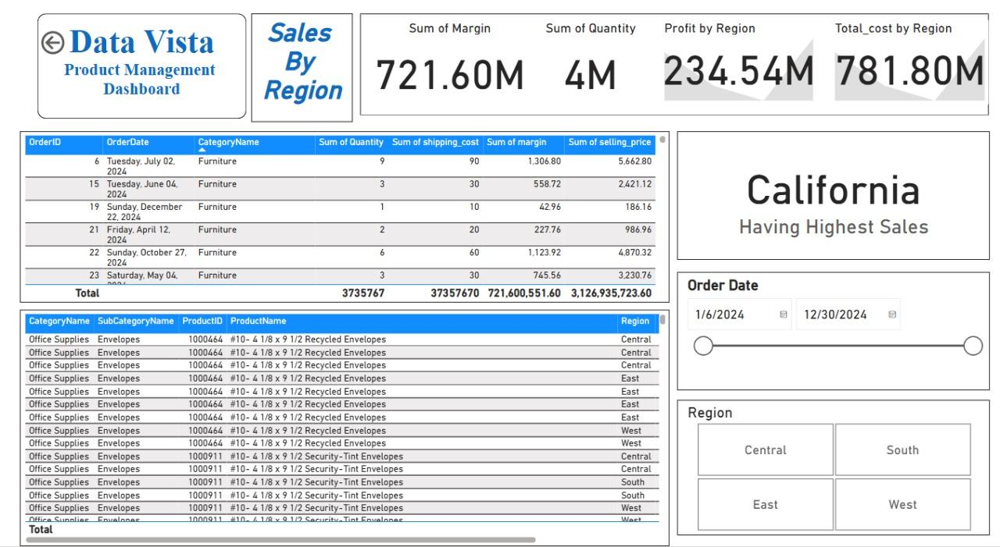 Data Vista
Product Management
Dashboard
Sales
By
Region
Sum of Margin
721.60M
Sum of Quantity
4M
Profit by Region
234.54M
Total_cost by Region
781.80M
OrderID OrderDate CategoryName Sum of Quantity Sum of shipping_cost Sum of margin Sum of selling_price
6 Tuesday, July 02, 2024 Furniture 9 90 1,306.80 5,662.80
15 Tuesday, June 04, 2024 Furniture 3 30 558.72 2,421.12
19 Sunday, December 22, 2024 Furniture 1 10 42.96 186.16
21 Friday, April 12, 2024 Furniture 2 20 227.76 986.96
22 Sunday, October 27, 2024 Furniture 6 60 1,123.92 4,870.32
23 Saturday, May 04, Furniture 3 30 745.56 3,230.76
Total 3735767 37357670 721,600,551.60 3,126,935,723.60
California
Having Highest Sales
Order Date
1/6/2024 12/30/2024
CategoryName SubCategoryName ProductID ProductName Region
Office Supplies Envelopes 1000464 #10- 4 1/8 x 9 1/2 Recycled Envelopes Central
Office Supplies Envelopes 1000464 #10- 4 1/8 x 9 1/2 Recycled Envelopes Central
Office Supplies Envelopes 1000464 #10- 4 1/8 x 9 1/2 Recycled Envelopes Central
Office Supplies Envelopes 1000464 #10- 4 1/8 x 9 1/2 Recycled Envelopes East
Office Supplies Envelopes 1000464 #10- 4 1/8 x 9 1/2 Recycled Envelopes East
Office Supplies Envelopes 1000464 #10- 4 1/8 x 9 1/2 Recycled Envelopes East
Office Supplies Envelopes 1000464 #10- 4 1/8 x 9 1/2 Recycled Envelopes East
Office Supplies Envelopes 1000464 #10- 4 1/8 x 9 1/2 Recycled Envelopes West
Office Supplies Envelopes 1000464 #10- 4 1/8 x 9 1/2 Recycled Envelopes West
Office Supplies Envelopes 1000911 #10- 4 1/8 x 9 1/2 Security-Tint Envelopes Central
Office Supplies Envelopes 1000911 #10- 4 1/8 x 9 1/2 Security-Tint Envelopes Central
Office Supplies Envelopes 1000911 #10- 4 1/8 x 9 1/2 Security-Tint Envelopes South
Office Supplies Envelopes 1000911 #10- 4 1/8 x 9 1/2 Security-Tint Envelopes South
Office Supplies Envelopes 1000911 #10- 4 1/8 x 9 1/2 Security-Tint Envelopes West
Office Supplies Envelopes 1000911 #10- 4 1/8 x 9 1/2 Security-Tint Envelopes West
Total
Region
Central South
East West